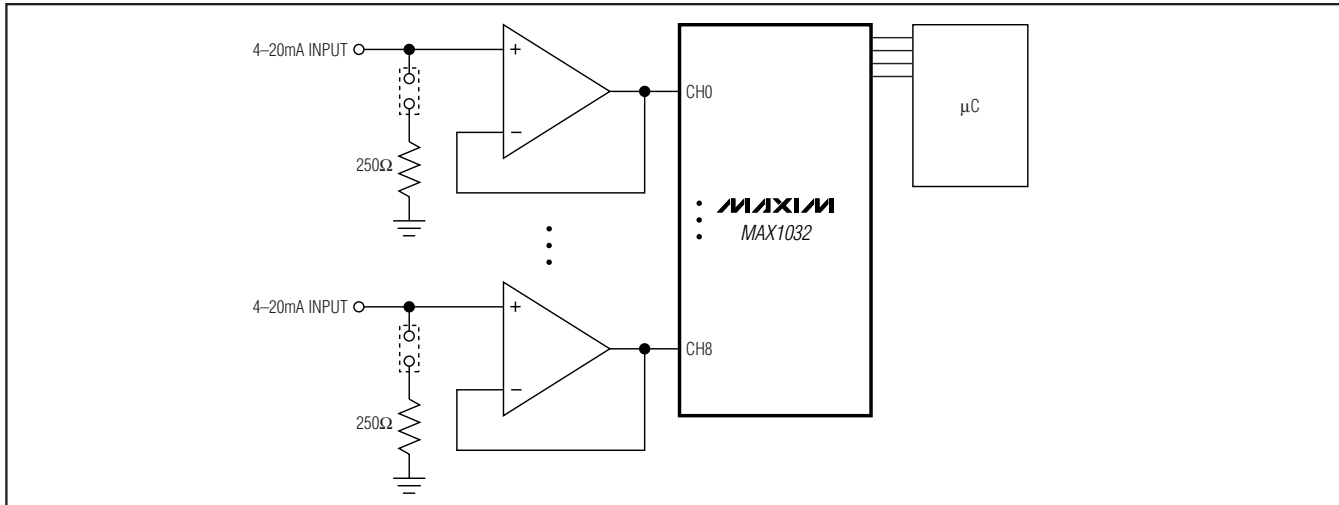 4–20mA INPUT
+
−
250Ω
CH0
MAXIM
MAX1032
µC
4–20mA INPUT
+
−
250Ω
CH8